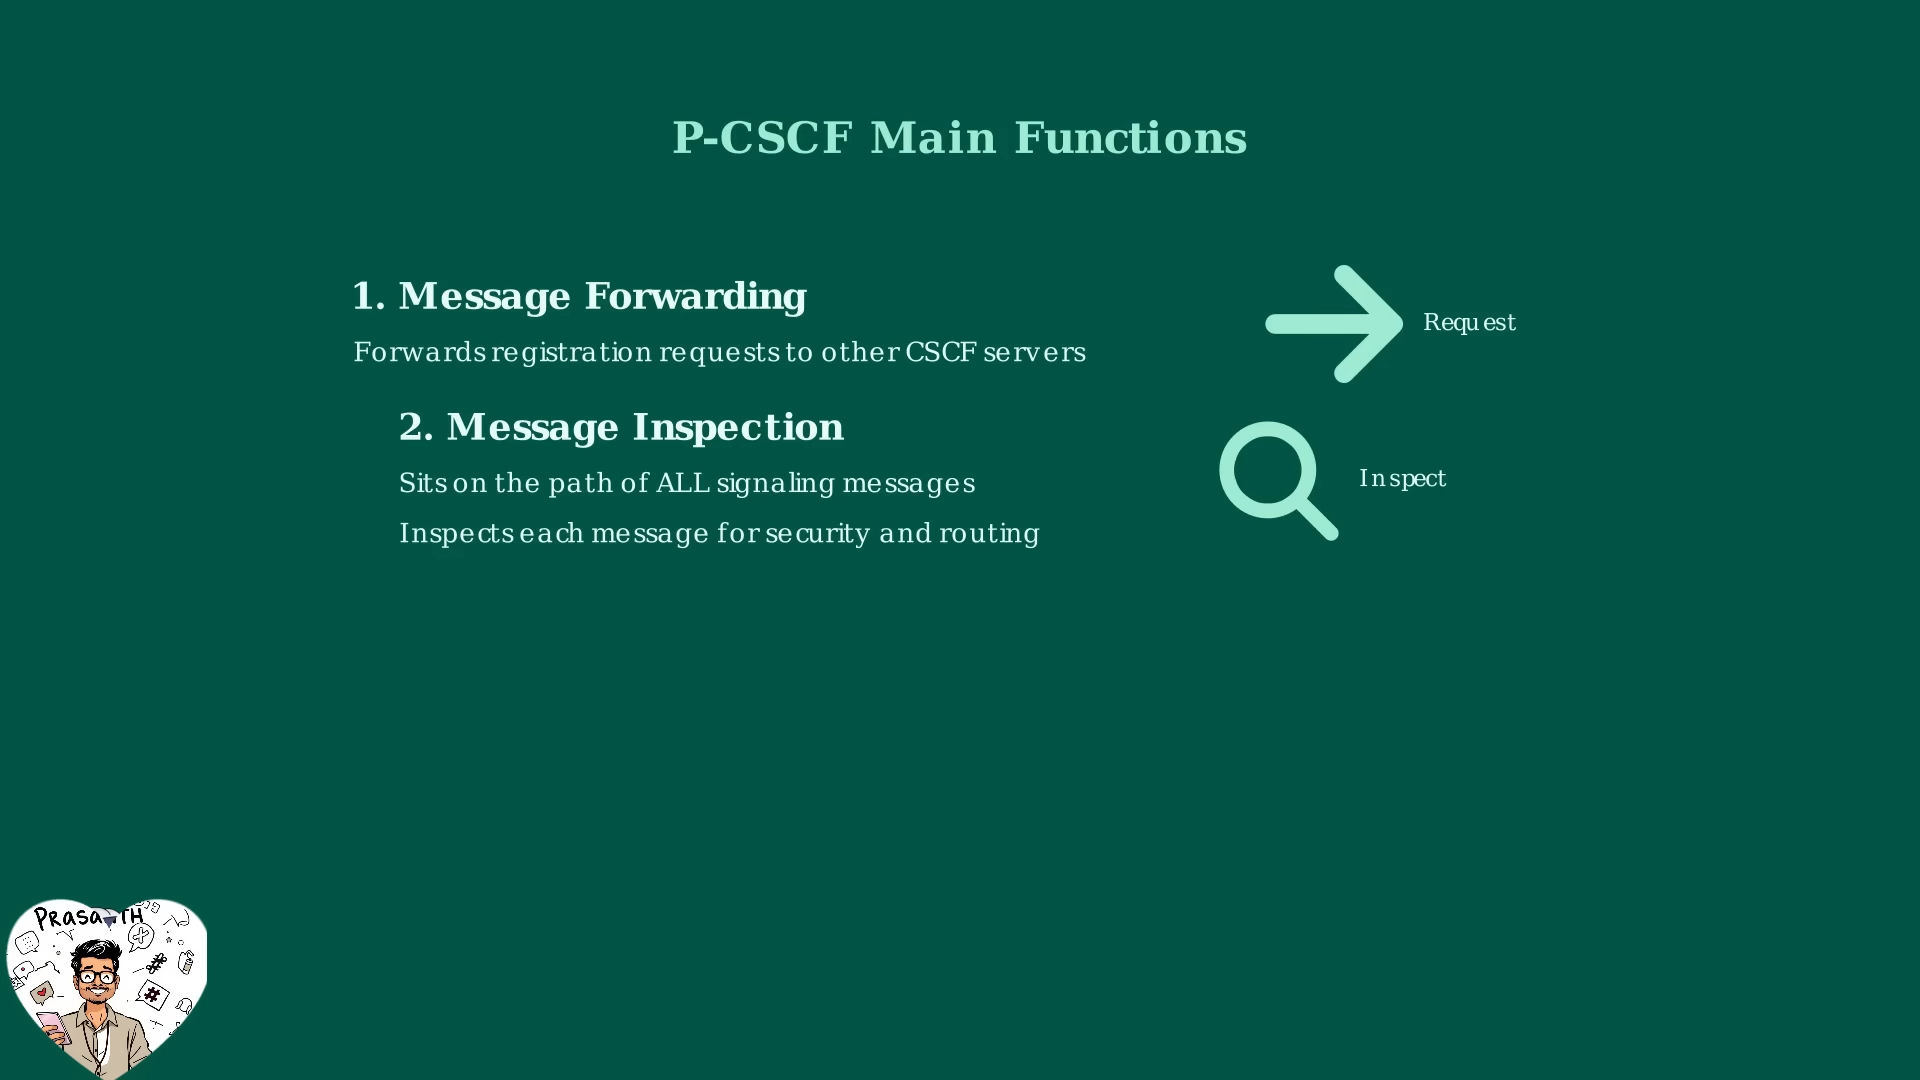 P-CSCF Main Functions
1. Message Forwarding
Forwards registration requests to other CSCF servers
Request
2. Message Inspection
Sits on the path of ALL signaling messages
Inspects each message for security and routing
Inspect